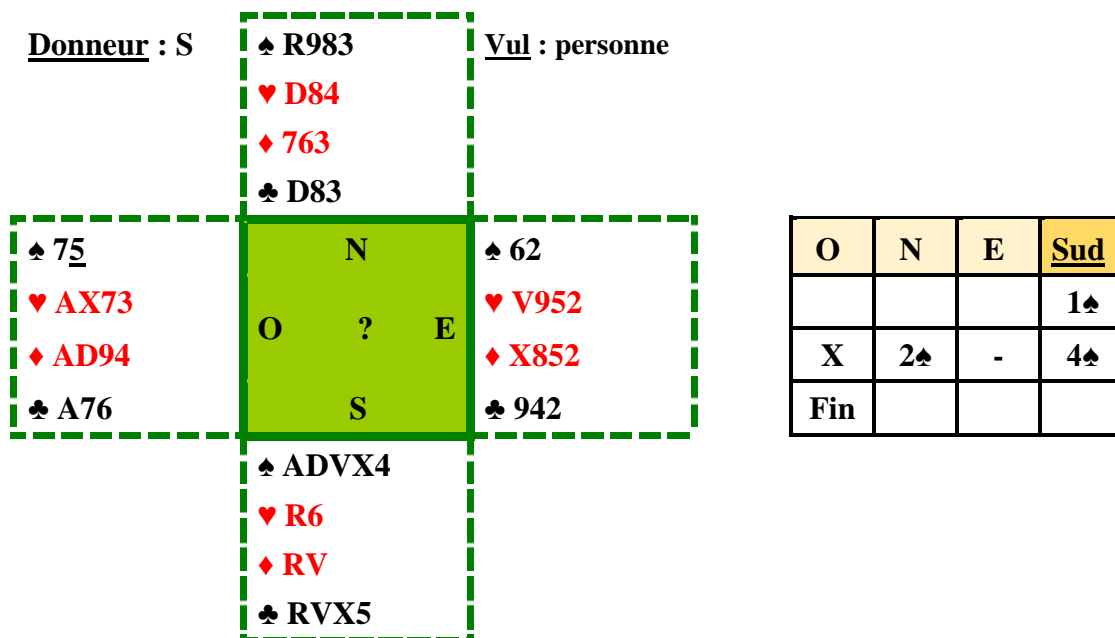 Donneur : S
♠ R983
Vul : personne
♥ D84
♦ 763
♣ D83
♠ 75
♥ AX73
♦ AD94
♣ A76
N
O ? E
S
♠ 62
♥ V952
♦ X852
♣ 942
O N E Sud
1♠
X 2♠ - 4♠
Fin
♠ ADVX4
♥ R6
♦ RV
♣ RVX5